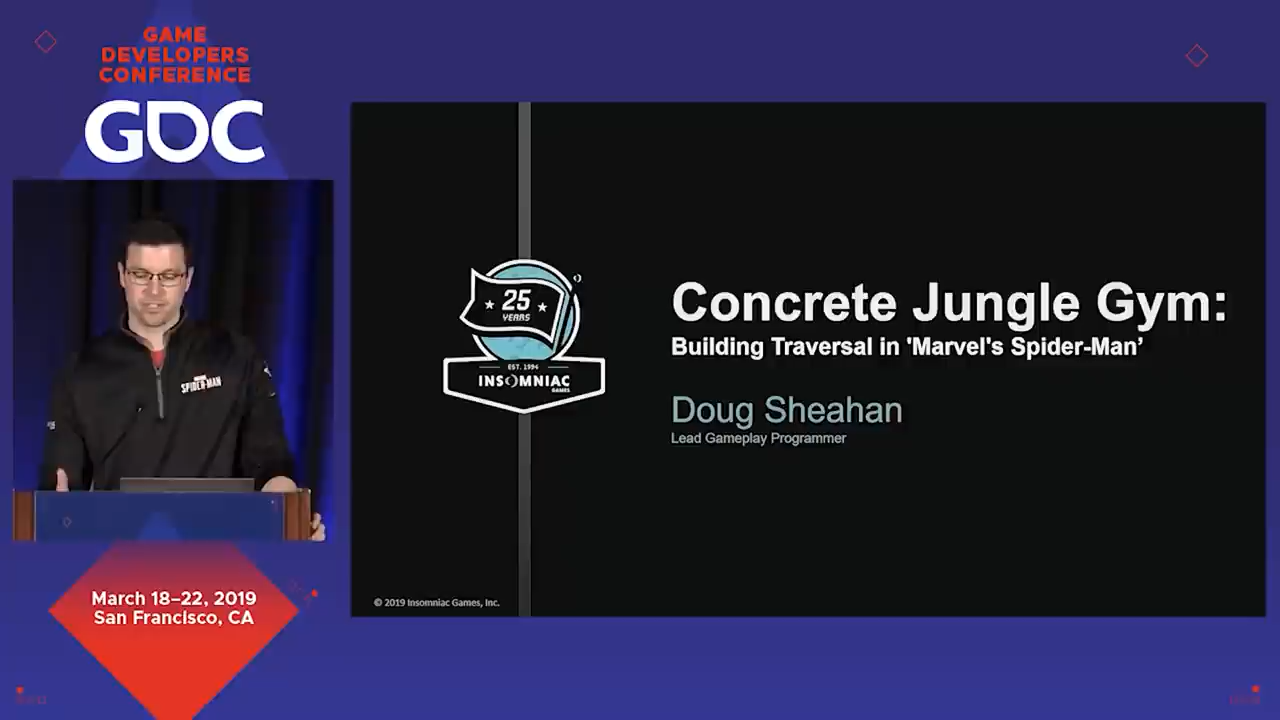 GAME
DEVELOPERS
CONFERENCE
GDC
SPIDER-MAN
March 18–22, 2019
San Francisco, CA
25
YEARS
EST. 1994
INSOMNIAC
GAMES
Concrete Jungle Gym:
Building Traversal in 'Marvel's Spider-Man’
Doug Sheahan
Lead Gameplay Programmer
© 2019 Insomniac Games, Inc.